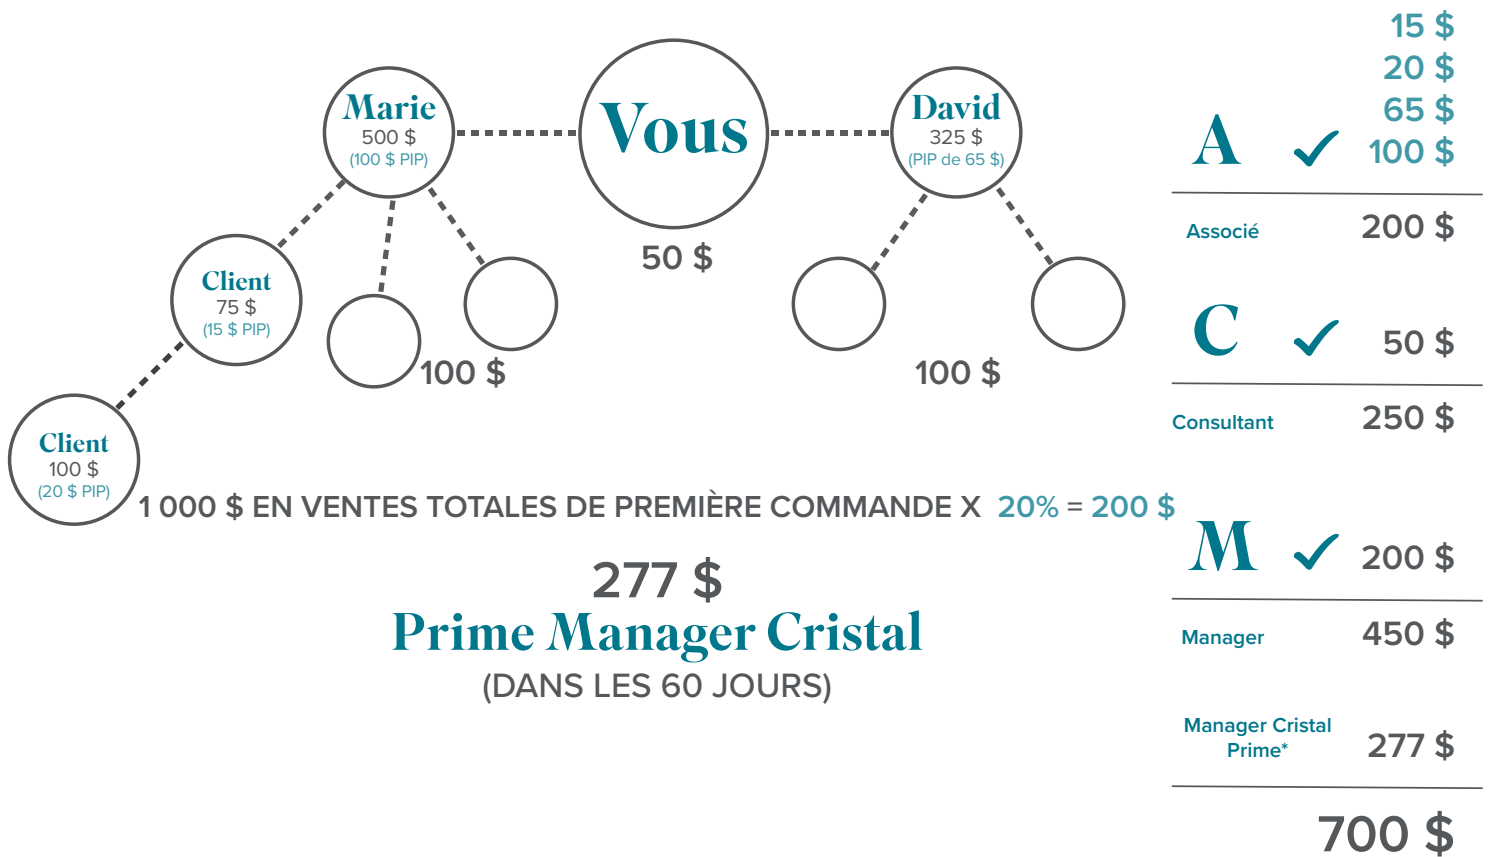 Marie
500 $
(100 $ PIP)
Vous
50 $
David
325 $
(PIP de 65 $)
Client
75 $
(15 $ PIP)
100 $
100 $
Client
100 $
(20 $ PIP)
1 000 $ EN VENTES TOTALES DE PREMIÈRE COMMANDE X 20% = 200 $
277 $
Prime Manager Cristal
(DANS LES 60 JOURS)
15 $
20 $
65 $
A 100 $
Associé 200 $
C 50 $
Consultant 250 $
M 200 $
Manager 450 $
Manager Cristal
Prime* 277 $
700 $